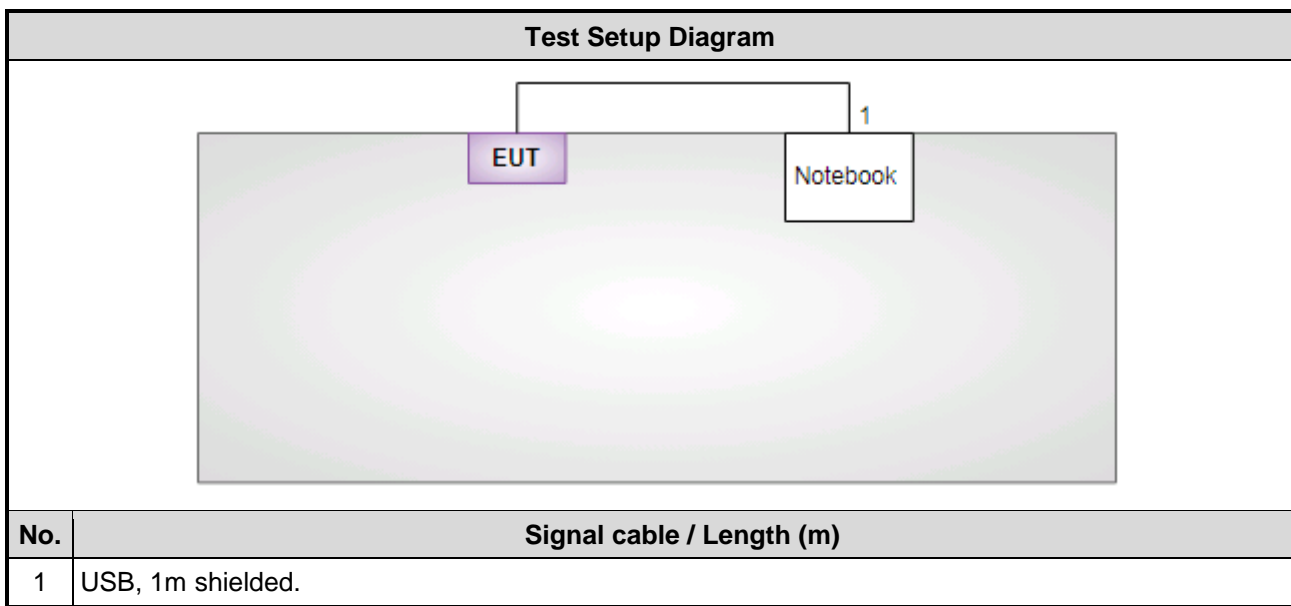 Test Setup Diagram
1
EUT
Notebook
No. Signal cable / Length (m)
1 USB, 1m shielded.